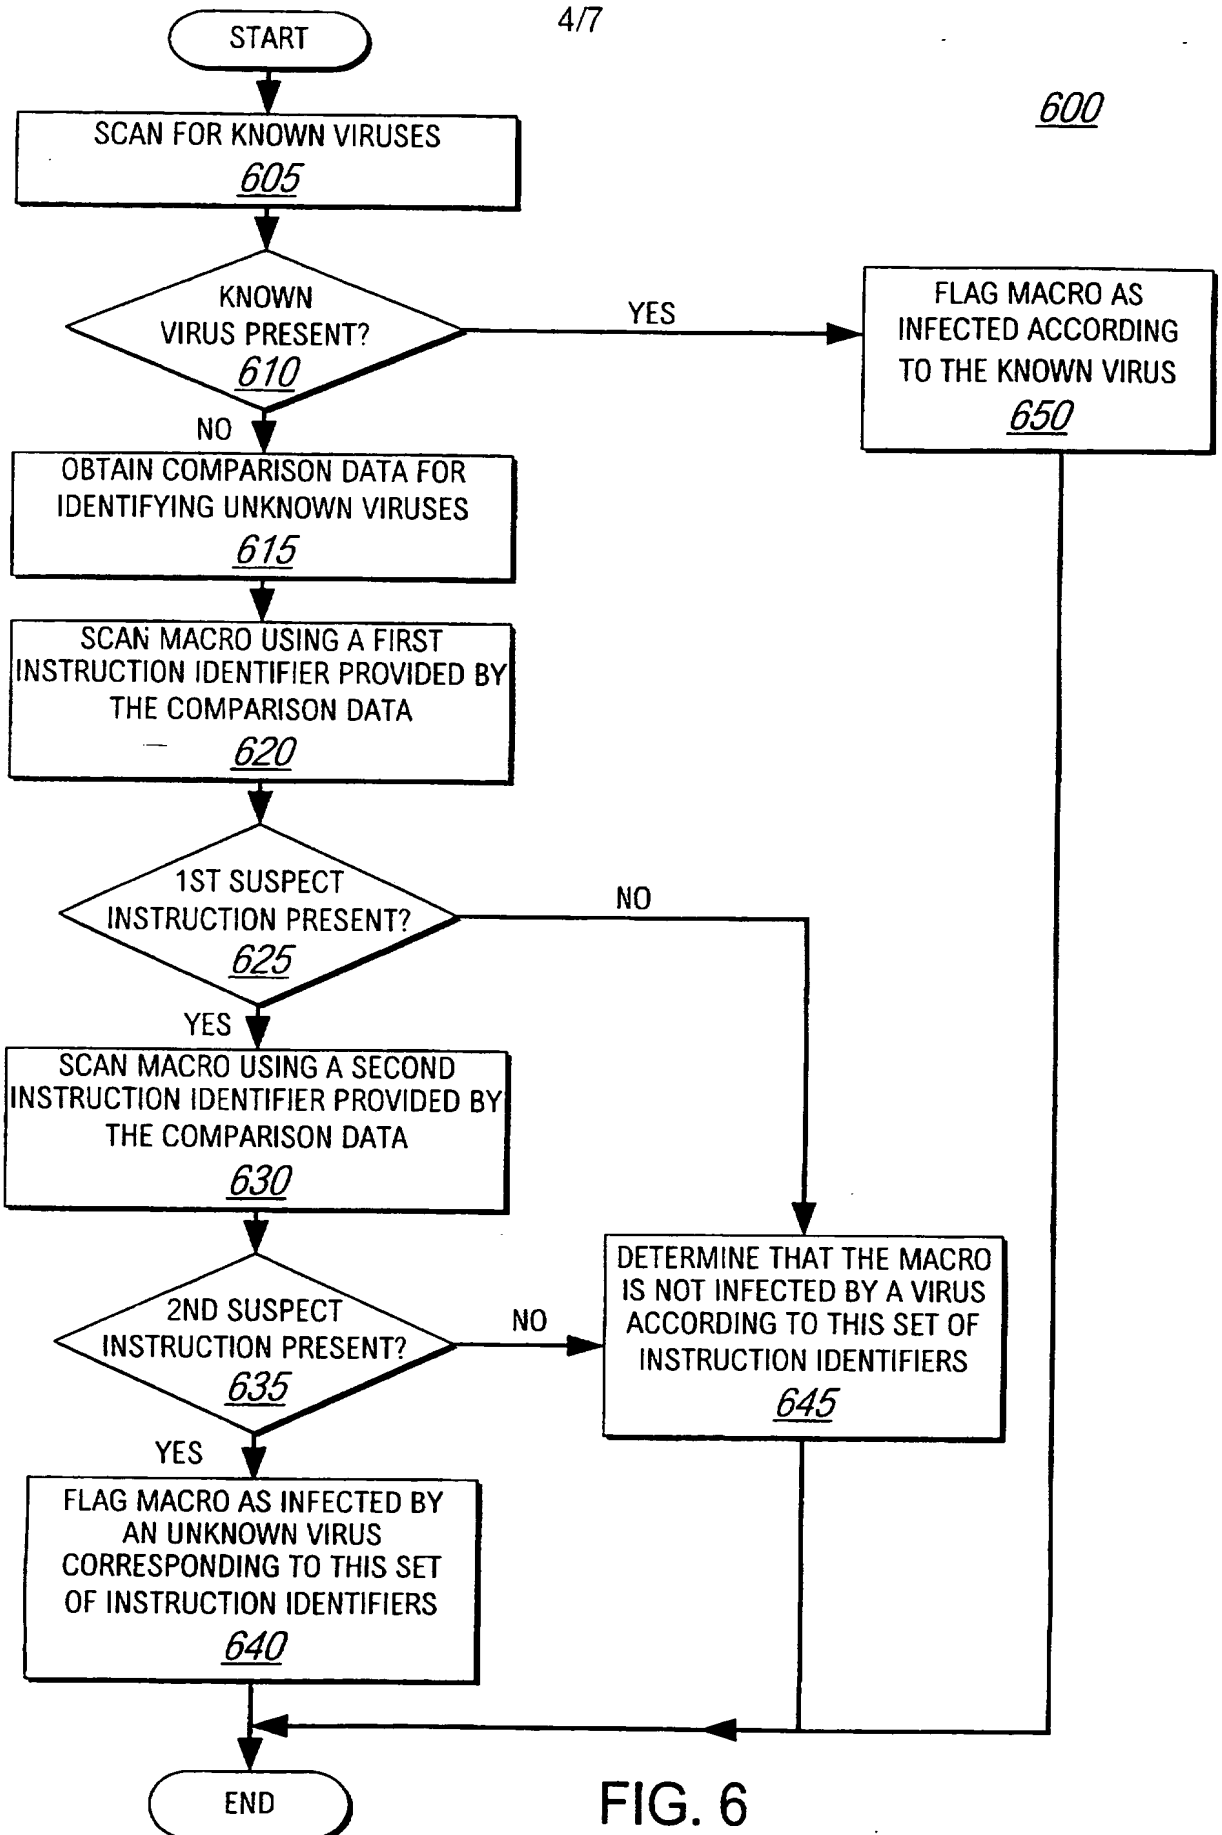 4/7
START
600
SCAN FOR KNOWN VIRUSES
605
KNOWN
VIRUS PRESENT?
610
YES
FLAG MACRO AS
INFECTED ACCORDING
TO THE KNOWN VIRUS
650
NO
OBTAIN COMPARISON DATA FOR
IDENTIFYING UNKNOWN VIRUSES
615
SCAN MACRO USING A FIRST
INSTRUCTION IDENTIFIER PROVIDED BY
THE COMPARISON DATA
620
1ST SUSPECT
INSTRUCTION PRESENT?
625
NO
YES
SCAN MACRO USING A SECOND
INSTRUCTION IDENTIFIER PROVIDED BY
THE COMPARISON DATA
630
2ND SUSPECT
INSTRUCTION PRESENT?
635
NO
DETERMINE THAT THE MACRO
IS NOT INFECTED BY A VIRUS
ACCORDING TO THIS SET OF
INSTRUCTION IDENTIFIERS
645
YES
FLAG MACRO AS INFECTED BY
AN UNKNOWN VIRUS
CORRESPONDING TO THIS SET
OF INSTRUCTION IDENTIFIERS
640
END
FIG. 6